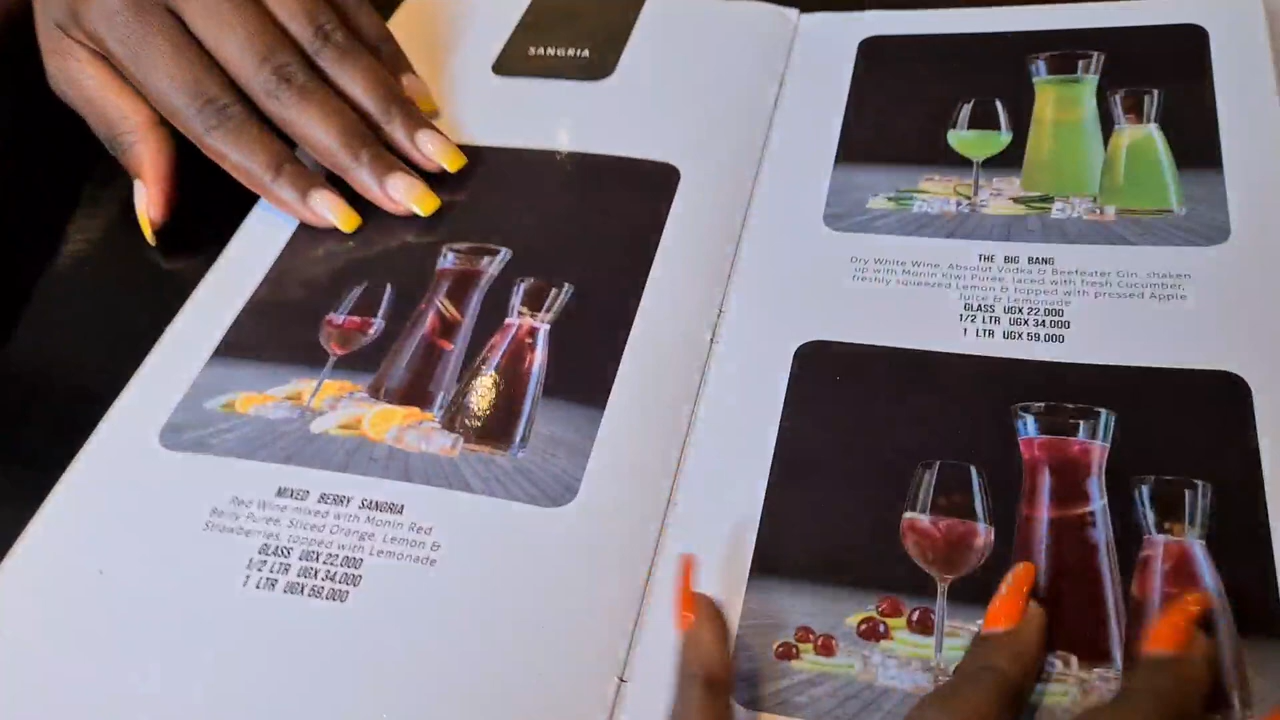 SANGRIA
MIXED BERRY SANGRIA
Red Wine mixed with Monin Red
Berry Puree, Sliced Orange, Lemon &
Strawberries, topped with Lemonade
GLASS UGX 22,000
1/2 LTR UGX 34,000
1 LTR UGX 59,000
THE BIG BANG
Dry White Wine, Absolut Vodka & Beefeater Gin, shaken
up with Monin Kiwi Puree, laced with fresh Cucumber,
freshly squeezed Lemon & topped with pressed Apple
Juice & Lemonade
GLASS UGX 22,000
1/2 LTR UGX 34,000
1 LTR UGX 59,000